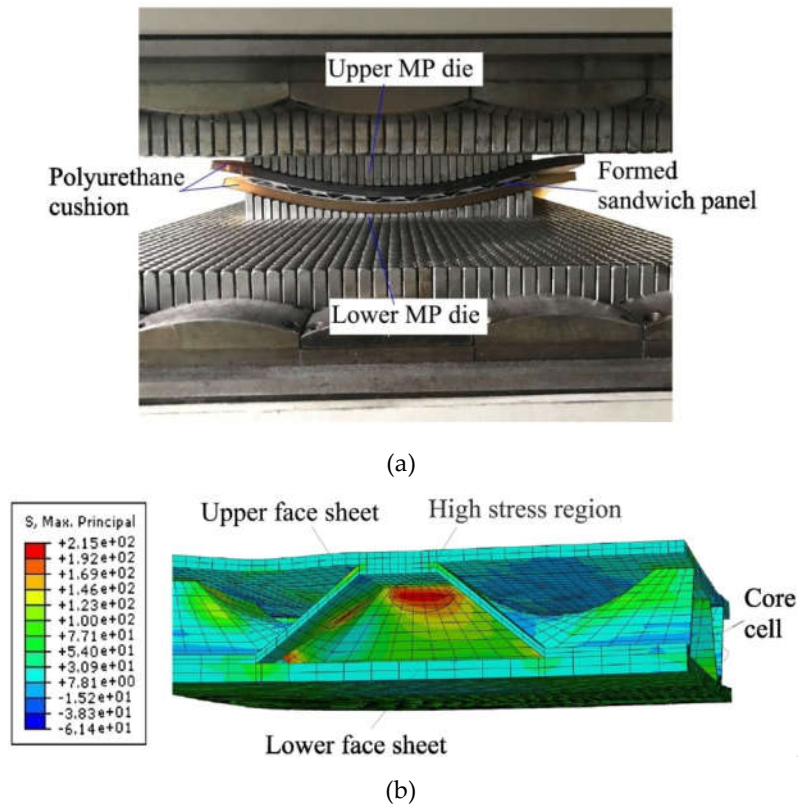 Upper MP die
Polyurethane
cushion
Formed
sandwich panel
Lower MP die
(a)
S, Max. Principal
+2.15e+02
+1.92e+02
+1.69e+02
+1.46e+02
+1.23e+02
+1.00e+02
+7.71e+01
+5.40e+01
+3.09e+01
+7.81e+00
-1.52e+01
-3.83e+01
-6.14e+01
Upper face sheet
High stress region
Core
cell
Lower face sheet
(b)